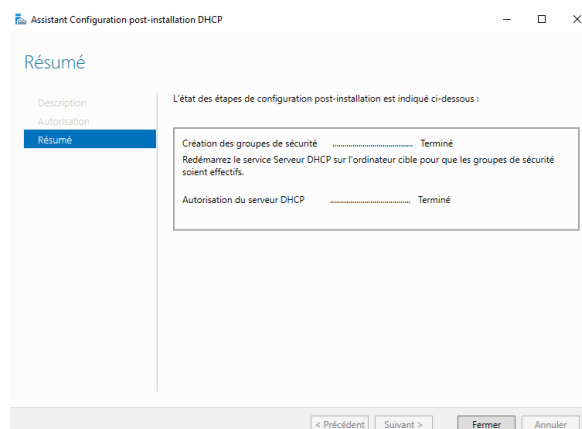 Assistant Configuration post-installation DHCP
Résumé
Description
Autorisation
Résumé
L'état des étapes de configuration post-installation est indiqué ci-dessous :
Création des groupes de sécurité ................................ Terminé
Redémarrez le service Serveur DHCP sur l'ordinateur cible pour que les groupes de sécurité
soient effectifs.
Autorisation du serveur DHCP ................................ Terminé
< Précédent Suivant > Fermer Annuler